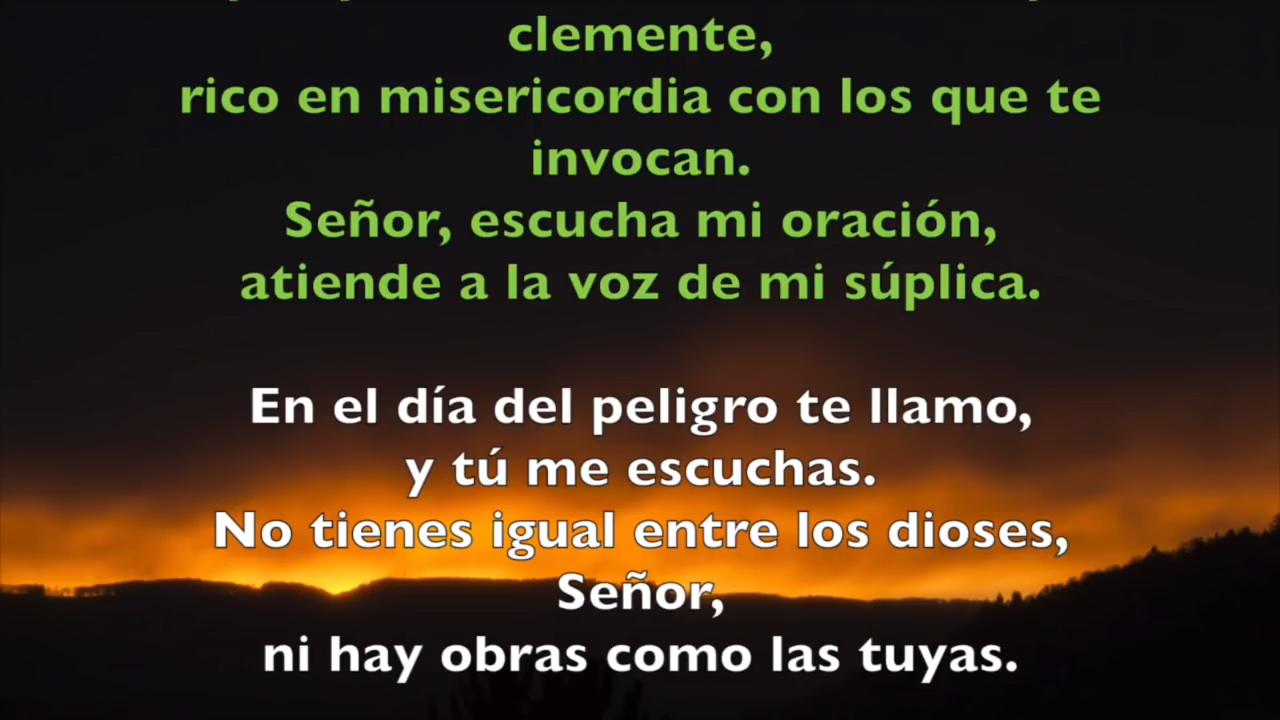 clemente,
rico en misericordia con los que te
invocan.
Señor, escucha mi oración,
atiende a la voz de mi súplica.
En el día del peligro te llamo,
y tú me escuchas.
No tienes igual entre los dioses,
Señor,
ni hay obras como las tuyas.